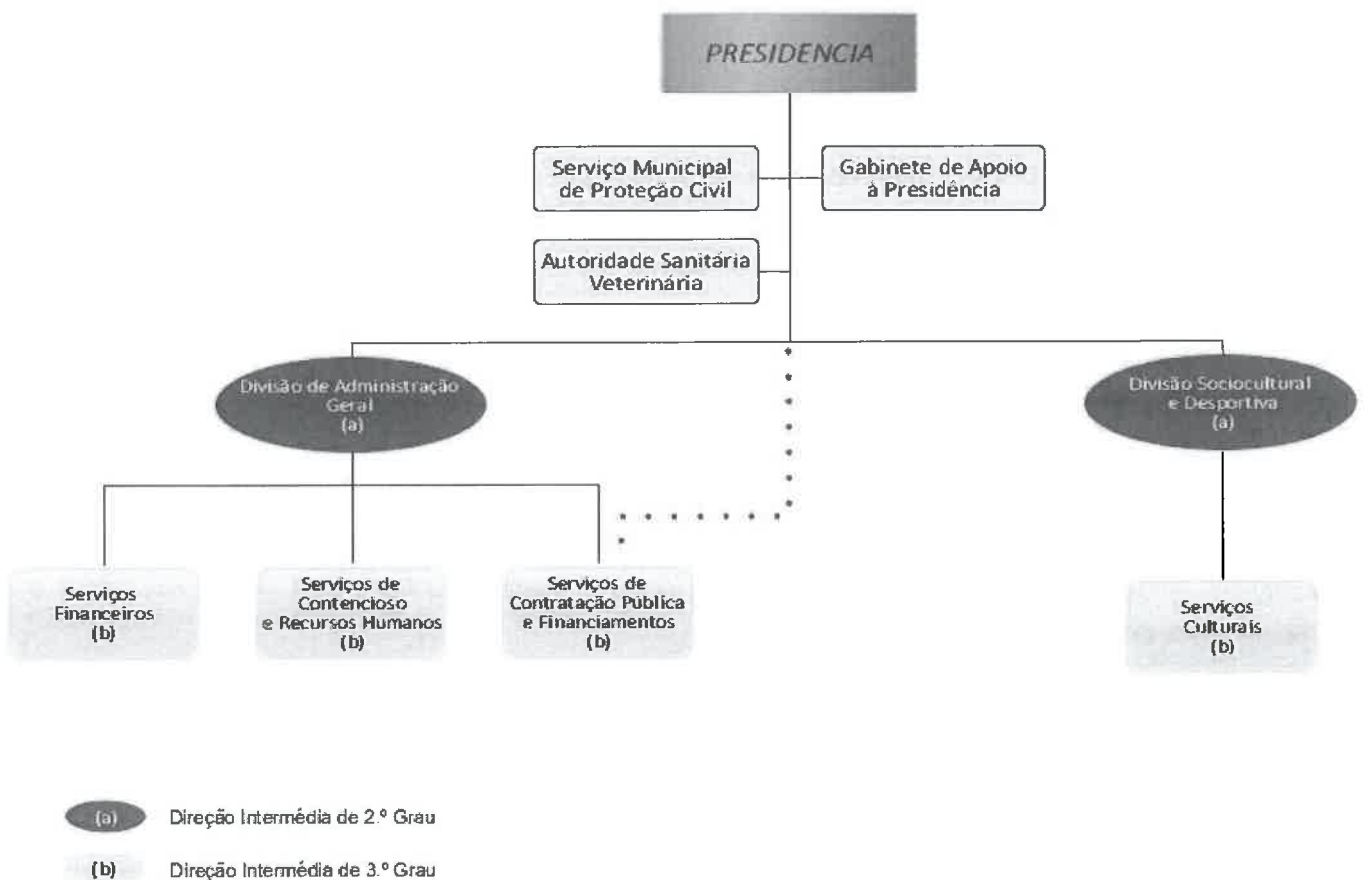 PRESIDENCIA
Serviço Municipal
de Proteção Civil
Gabinete de Apoio
à Presidência
Autoridade Sanitária
Veterinária
Divisão de Administração
Geral
(a)
Divisão Sociocultural
e Desportiva
(a)
Serviços
Financeiros
(b)
Serviços de
Contencioso
e Recursos Humanos
(b)
Serviços de
Contratação Pública
e Financiamentos
(b)
Serviços
Culturais
(b)
(a) Direção Intermédia de 2.º Grau
(b) Direção Intermédia de 3.º Grau